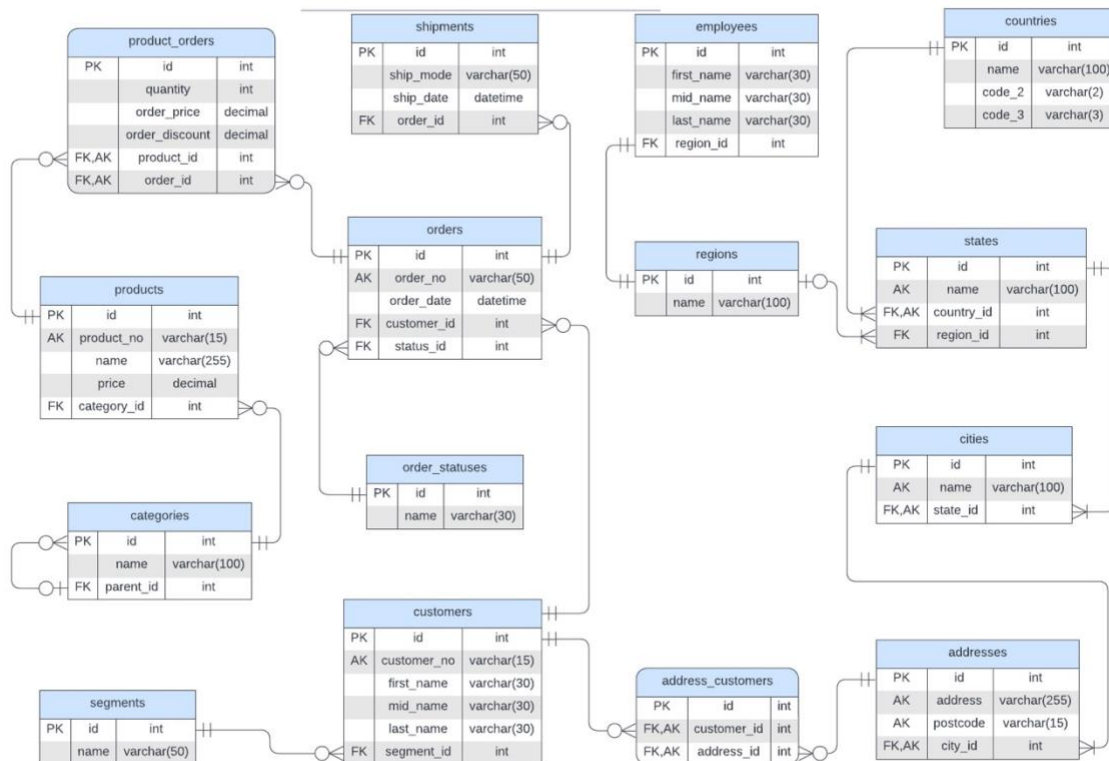 product_orders
PK id int
quantity int
order_price decimal
order_discount decimal
FK,AK product_id int
FK,AK order_id int
shipments
PK id int
ship_mode varchar(50)
ship_date datetime
FK order_id int
employees
PK id int
first_name varchar(30)
mid_name varchar(30)
last_name varchar(30)
FK region_id int
countries
PK id int
name varchar(100)
code_2 varchar(2)
code_3 varchar(3)
orders
PK id int
AK order_no varchar(50)
order_date datetime
FK customer_id int
FK status_id int
regions
PK id int
name varchar(100)
states
PK id int
AK name varchar(100)
FK,AK country_id int
FK region_id int
products
PK id int
AK product_no varchar(15)
name varchar(255)
price decimal
FK category_id int
order_statuses
PK id int
name varchar(30)
cities
PK id int
AK name varchar(100)
FK,AK state_id int
categories
PK id int
name varchar(100)
FK parent_id int
customers
PK id int
AK customer_no varchar(15)
first_name varchar(30)
mid_name varchar(30)
last_name varchar(30)
FK segment_id int
address_customers
PK id int
FK,AK customer_id int
FK,AK address_id int
addresses
PK id int
AK address varchar(255)
AK postcode varchar(15)
FK,AK city_id int
segments
PK id int
name varchar(50)